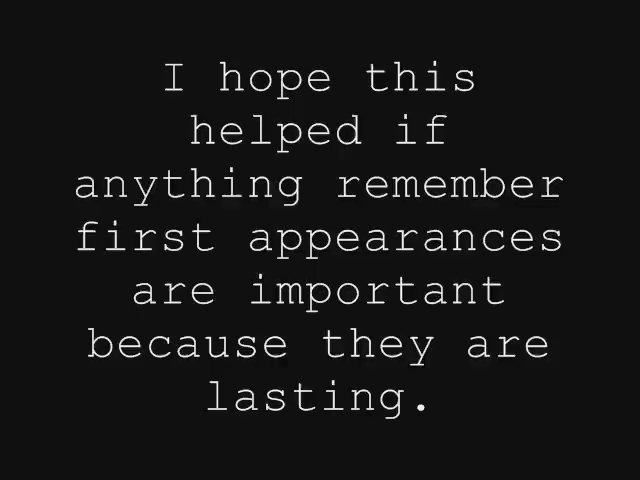 I hope this
helped if
anything remember
first appearances
are important
because they are
lasting.